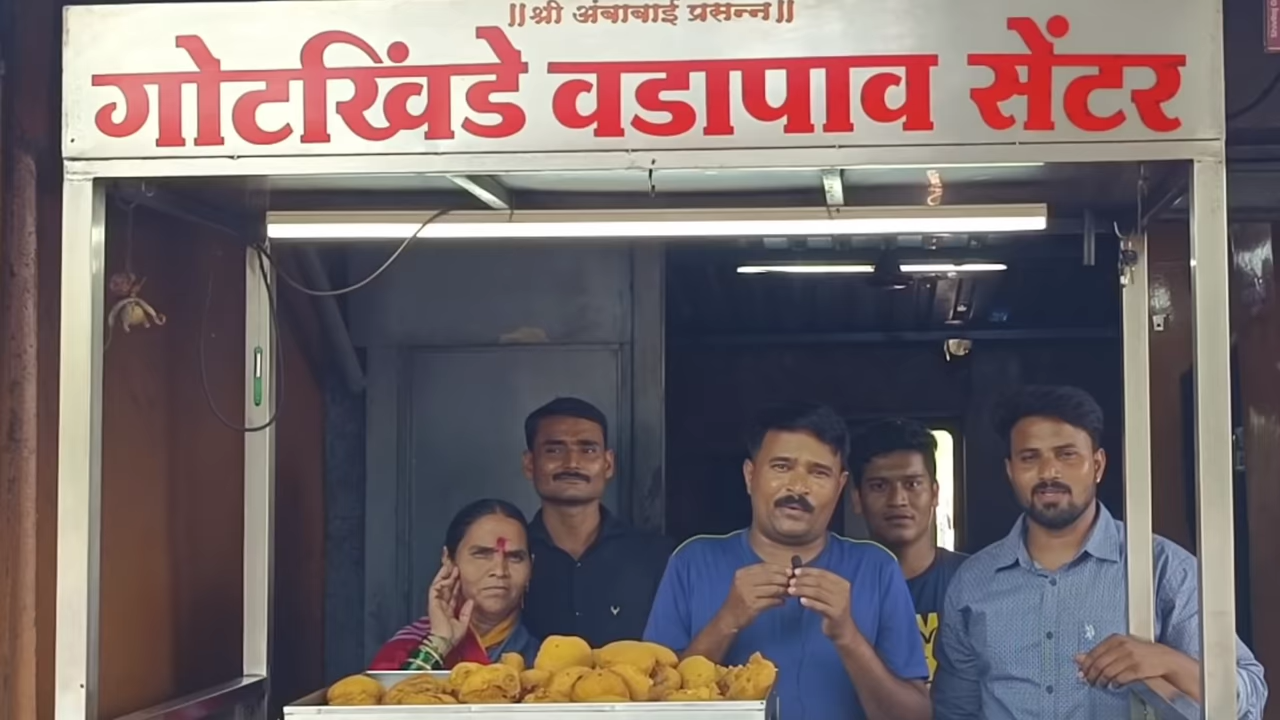 ||श्री अंबाबाई प्रसन्न||
गोटखिंडे वडापाव सेंटर